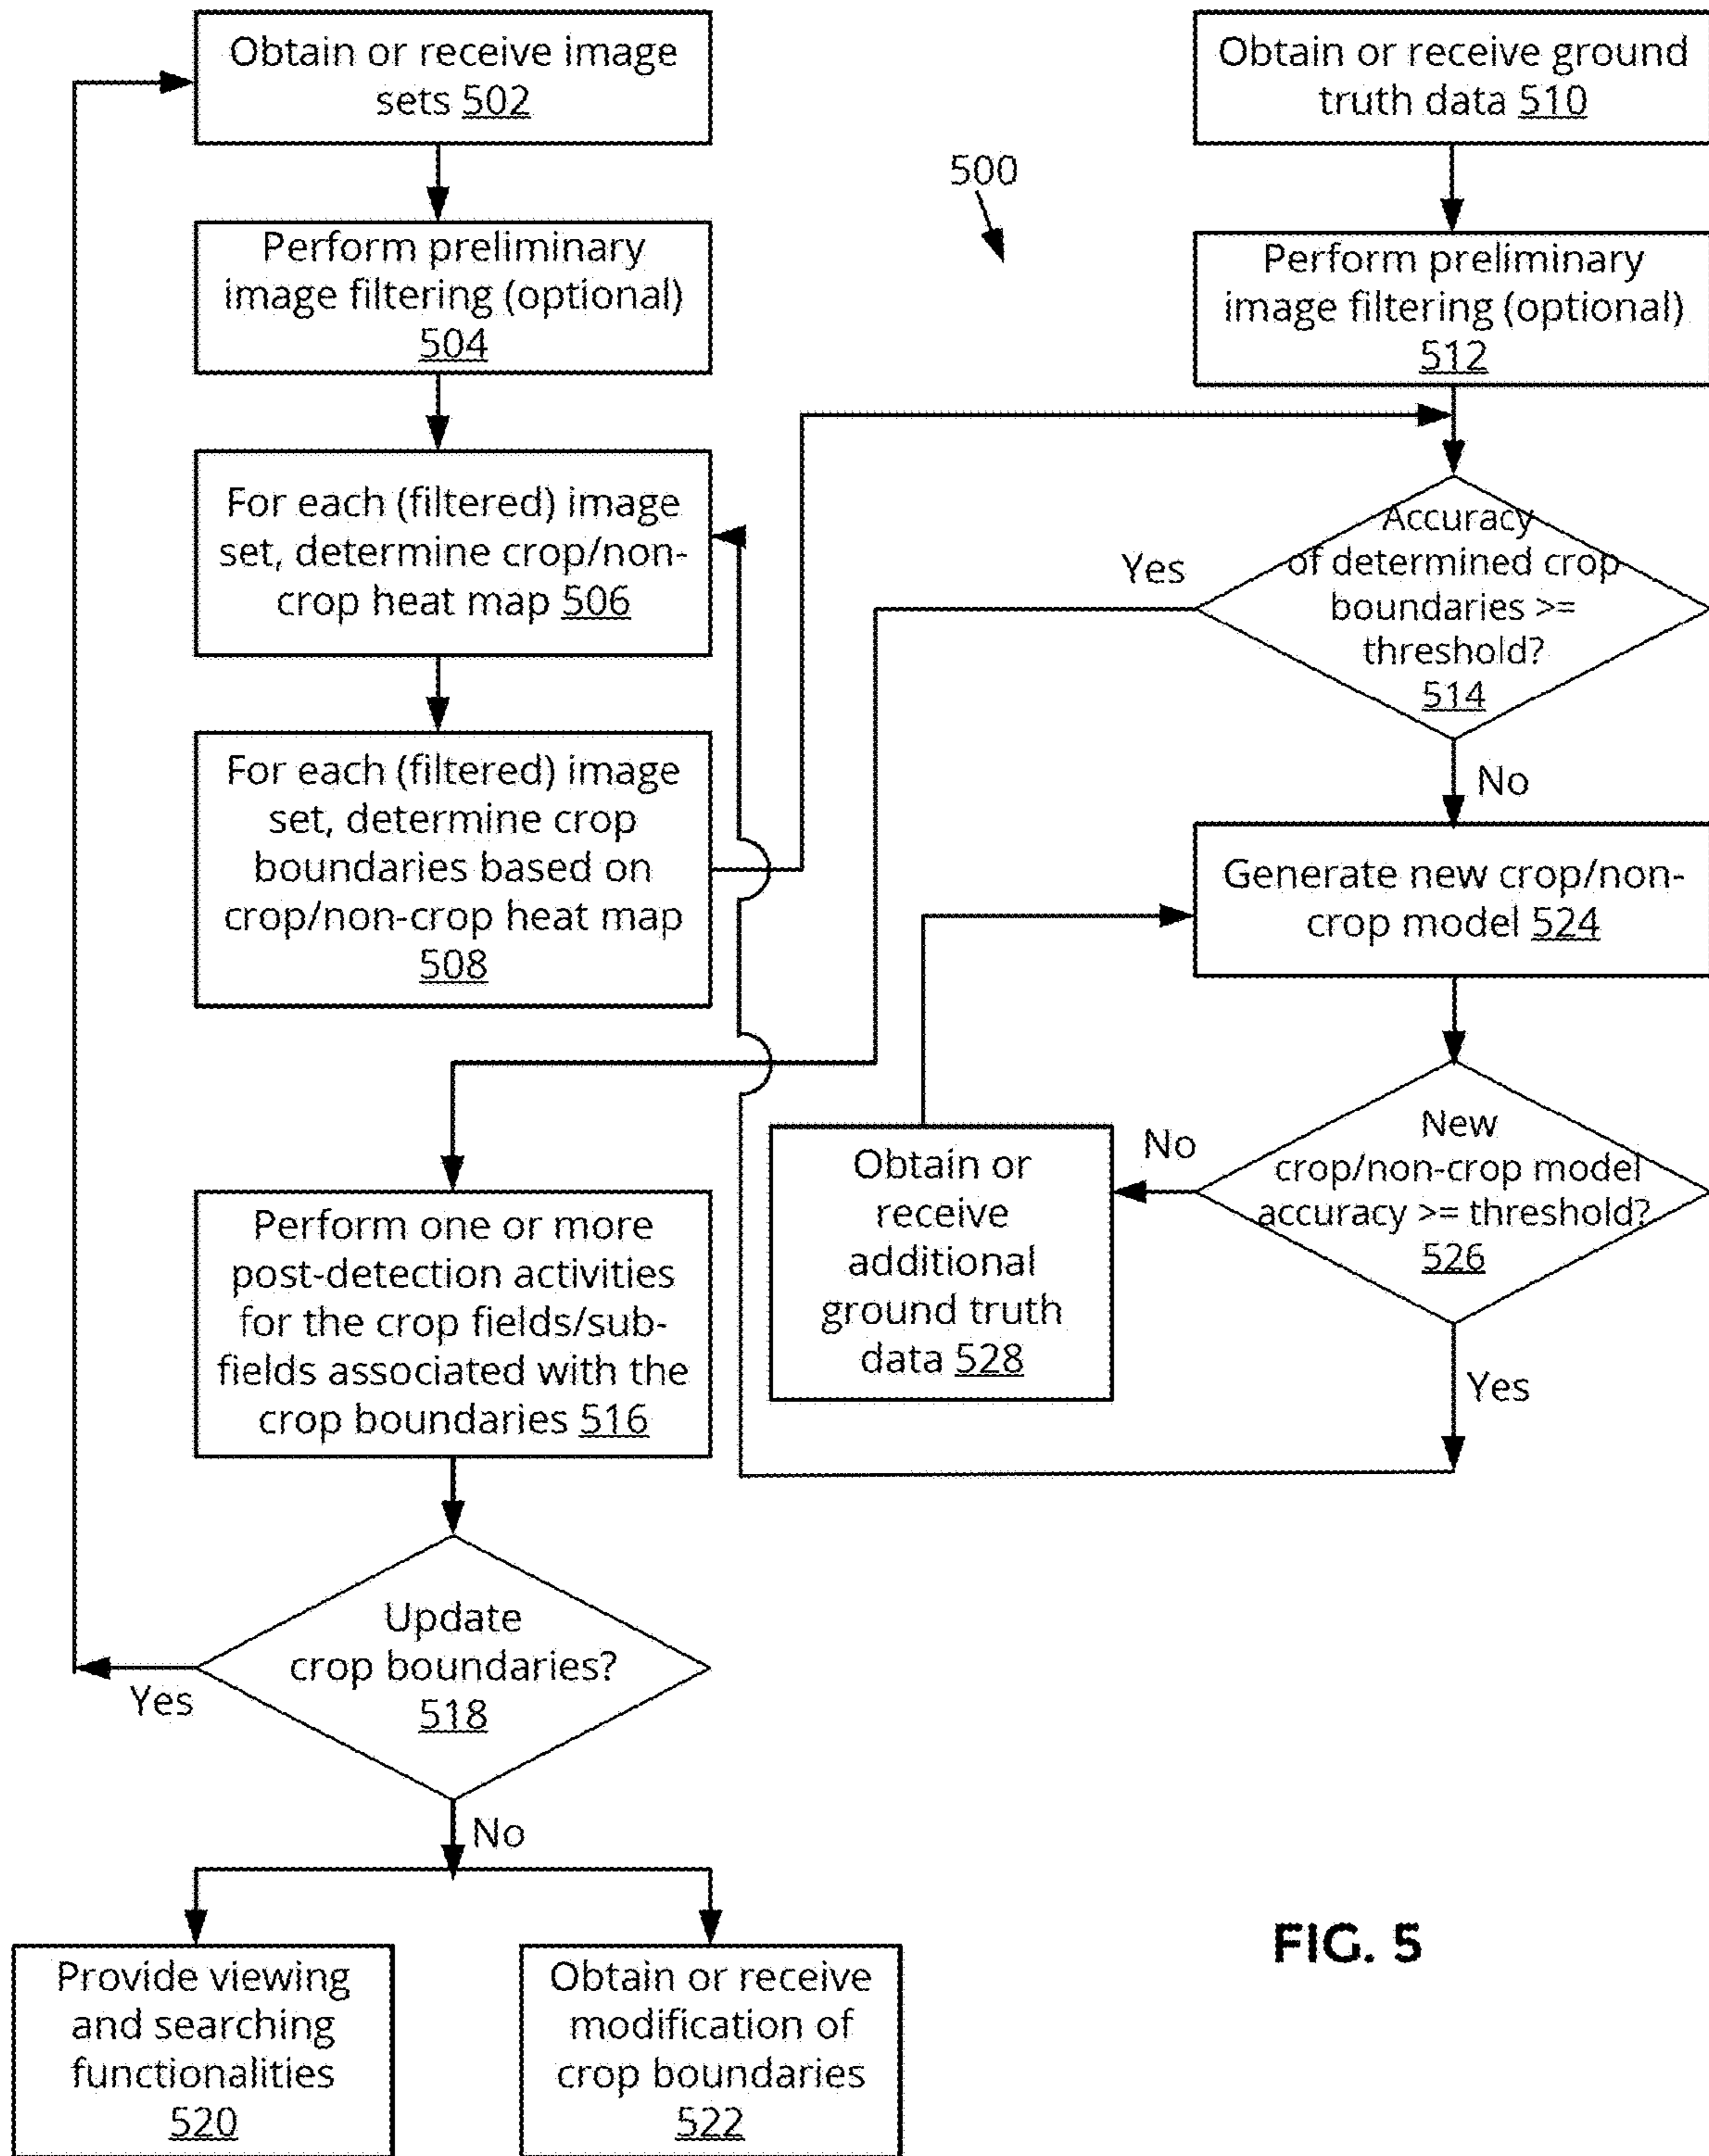 Obtain or receive image
sets 502
Perform preliminary
image filtering (optional)
504
For each (filtered) image
set, determine crop/non-
crop heat map 506
For each (filtered) image
set, determine crop
boundaries based on
crop/non-crop heat map
508
Perform one or more
post-detection activities
for the crop fields/sub-
fields associated with the
crop boundaries 516
Update
crop boundaries?
518
Yes
No
Provide viewing
and searching
functionalities
520
Obtain or receive
modification of
crop boundaries
522
500
Obtain or receive ground
truth data 510
Perform preliminary
image filtering (optional)
512
Accuracy
of determined crop
boundaries >=
threshold?
514
Yes
No
Generate new crop/non-
crop model 524
New
crop/non-crop model
accuracy >= threshold?
526
No
Yes
Obtain or
receive
additional
ground truth
data 528
FIG. 5